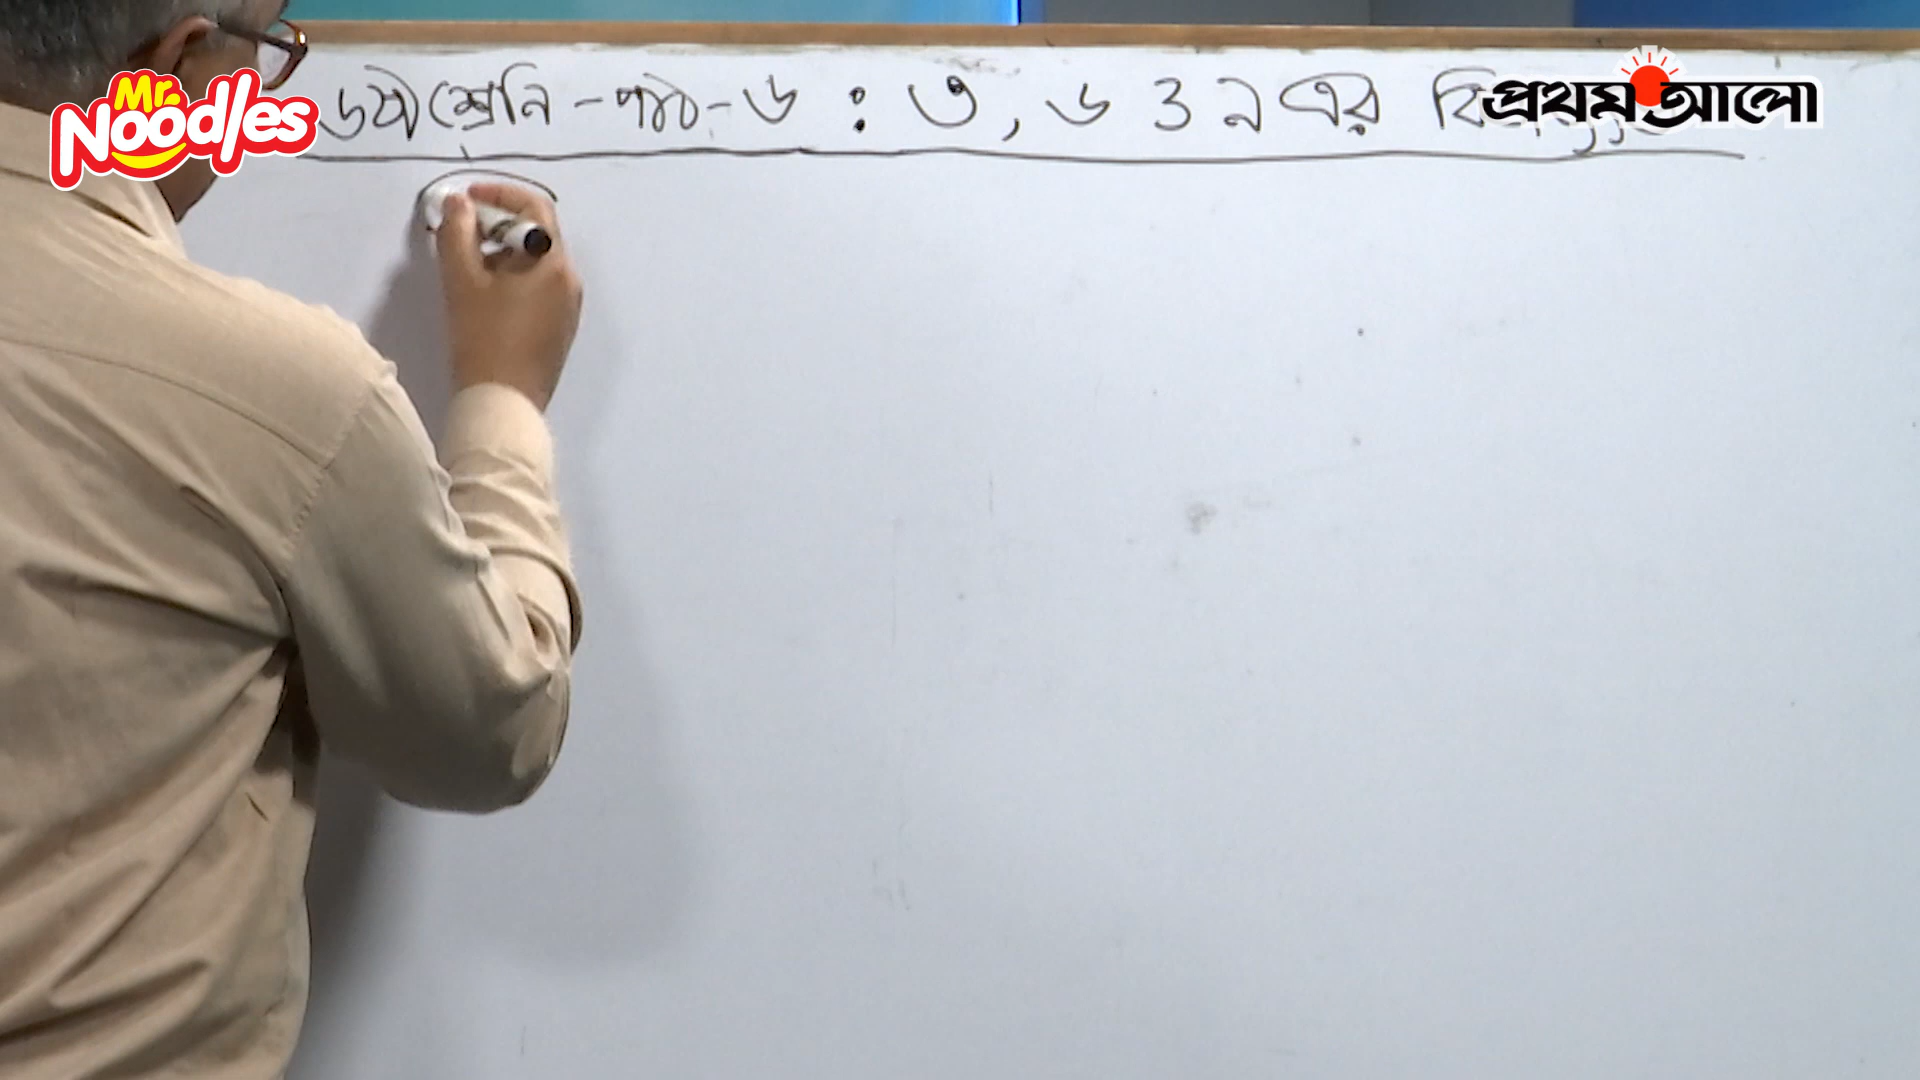 Mr. Noodles
প্রথম আলো
৬ষ্ঠ শ্রেনি - পাঠ - ৬ : ৩, ৬ ও ৯ এর